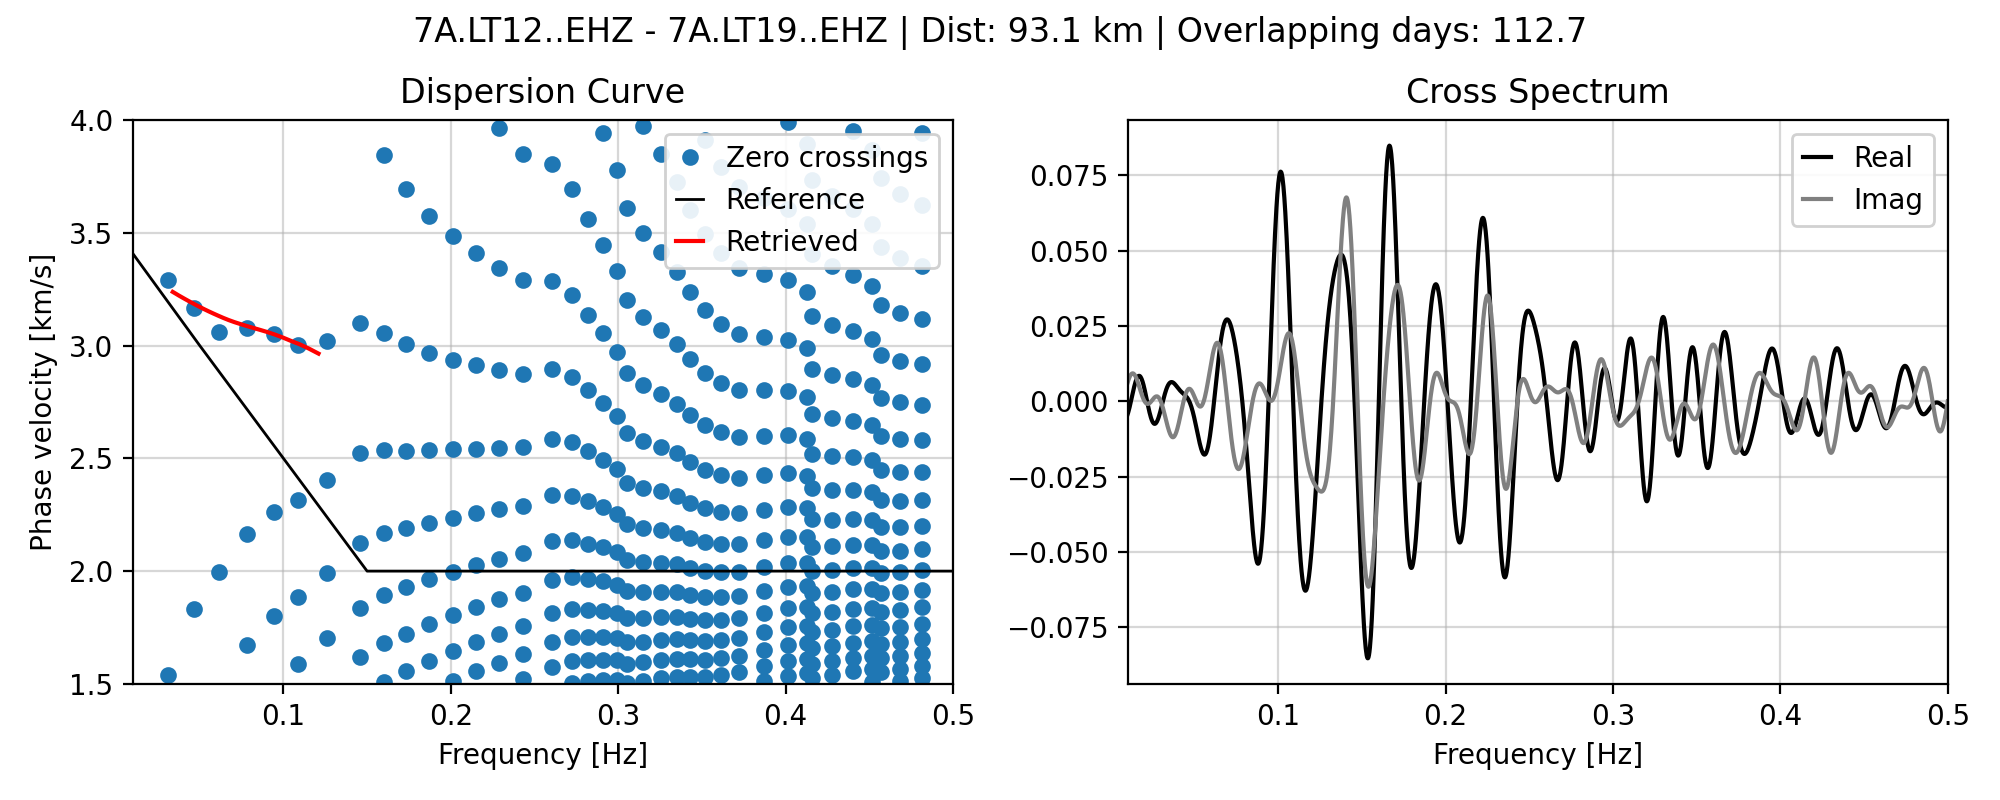 7A.LT12..EHZ - 7A.LT19..EHZ | Dist: 93.1 km | Overlapping days: 112.7
Dispersion Curve
4.0
3.5
3.0
2.5
2.0
1.5
Phase velocity [km/s]
0.1 0.2 0.3 0.4 0.5
Frequency [Hz]
Zero crossings
Reference
Retrieved
Cross Spectrum
0.075
0.050
0.025
0.000
−0.025
−0.050
−0.075
0.1 0.2 0.3 0.4 0.5
Frequency [Hz]
Real
Imag